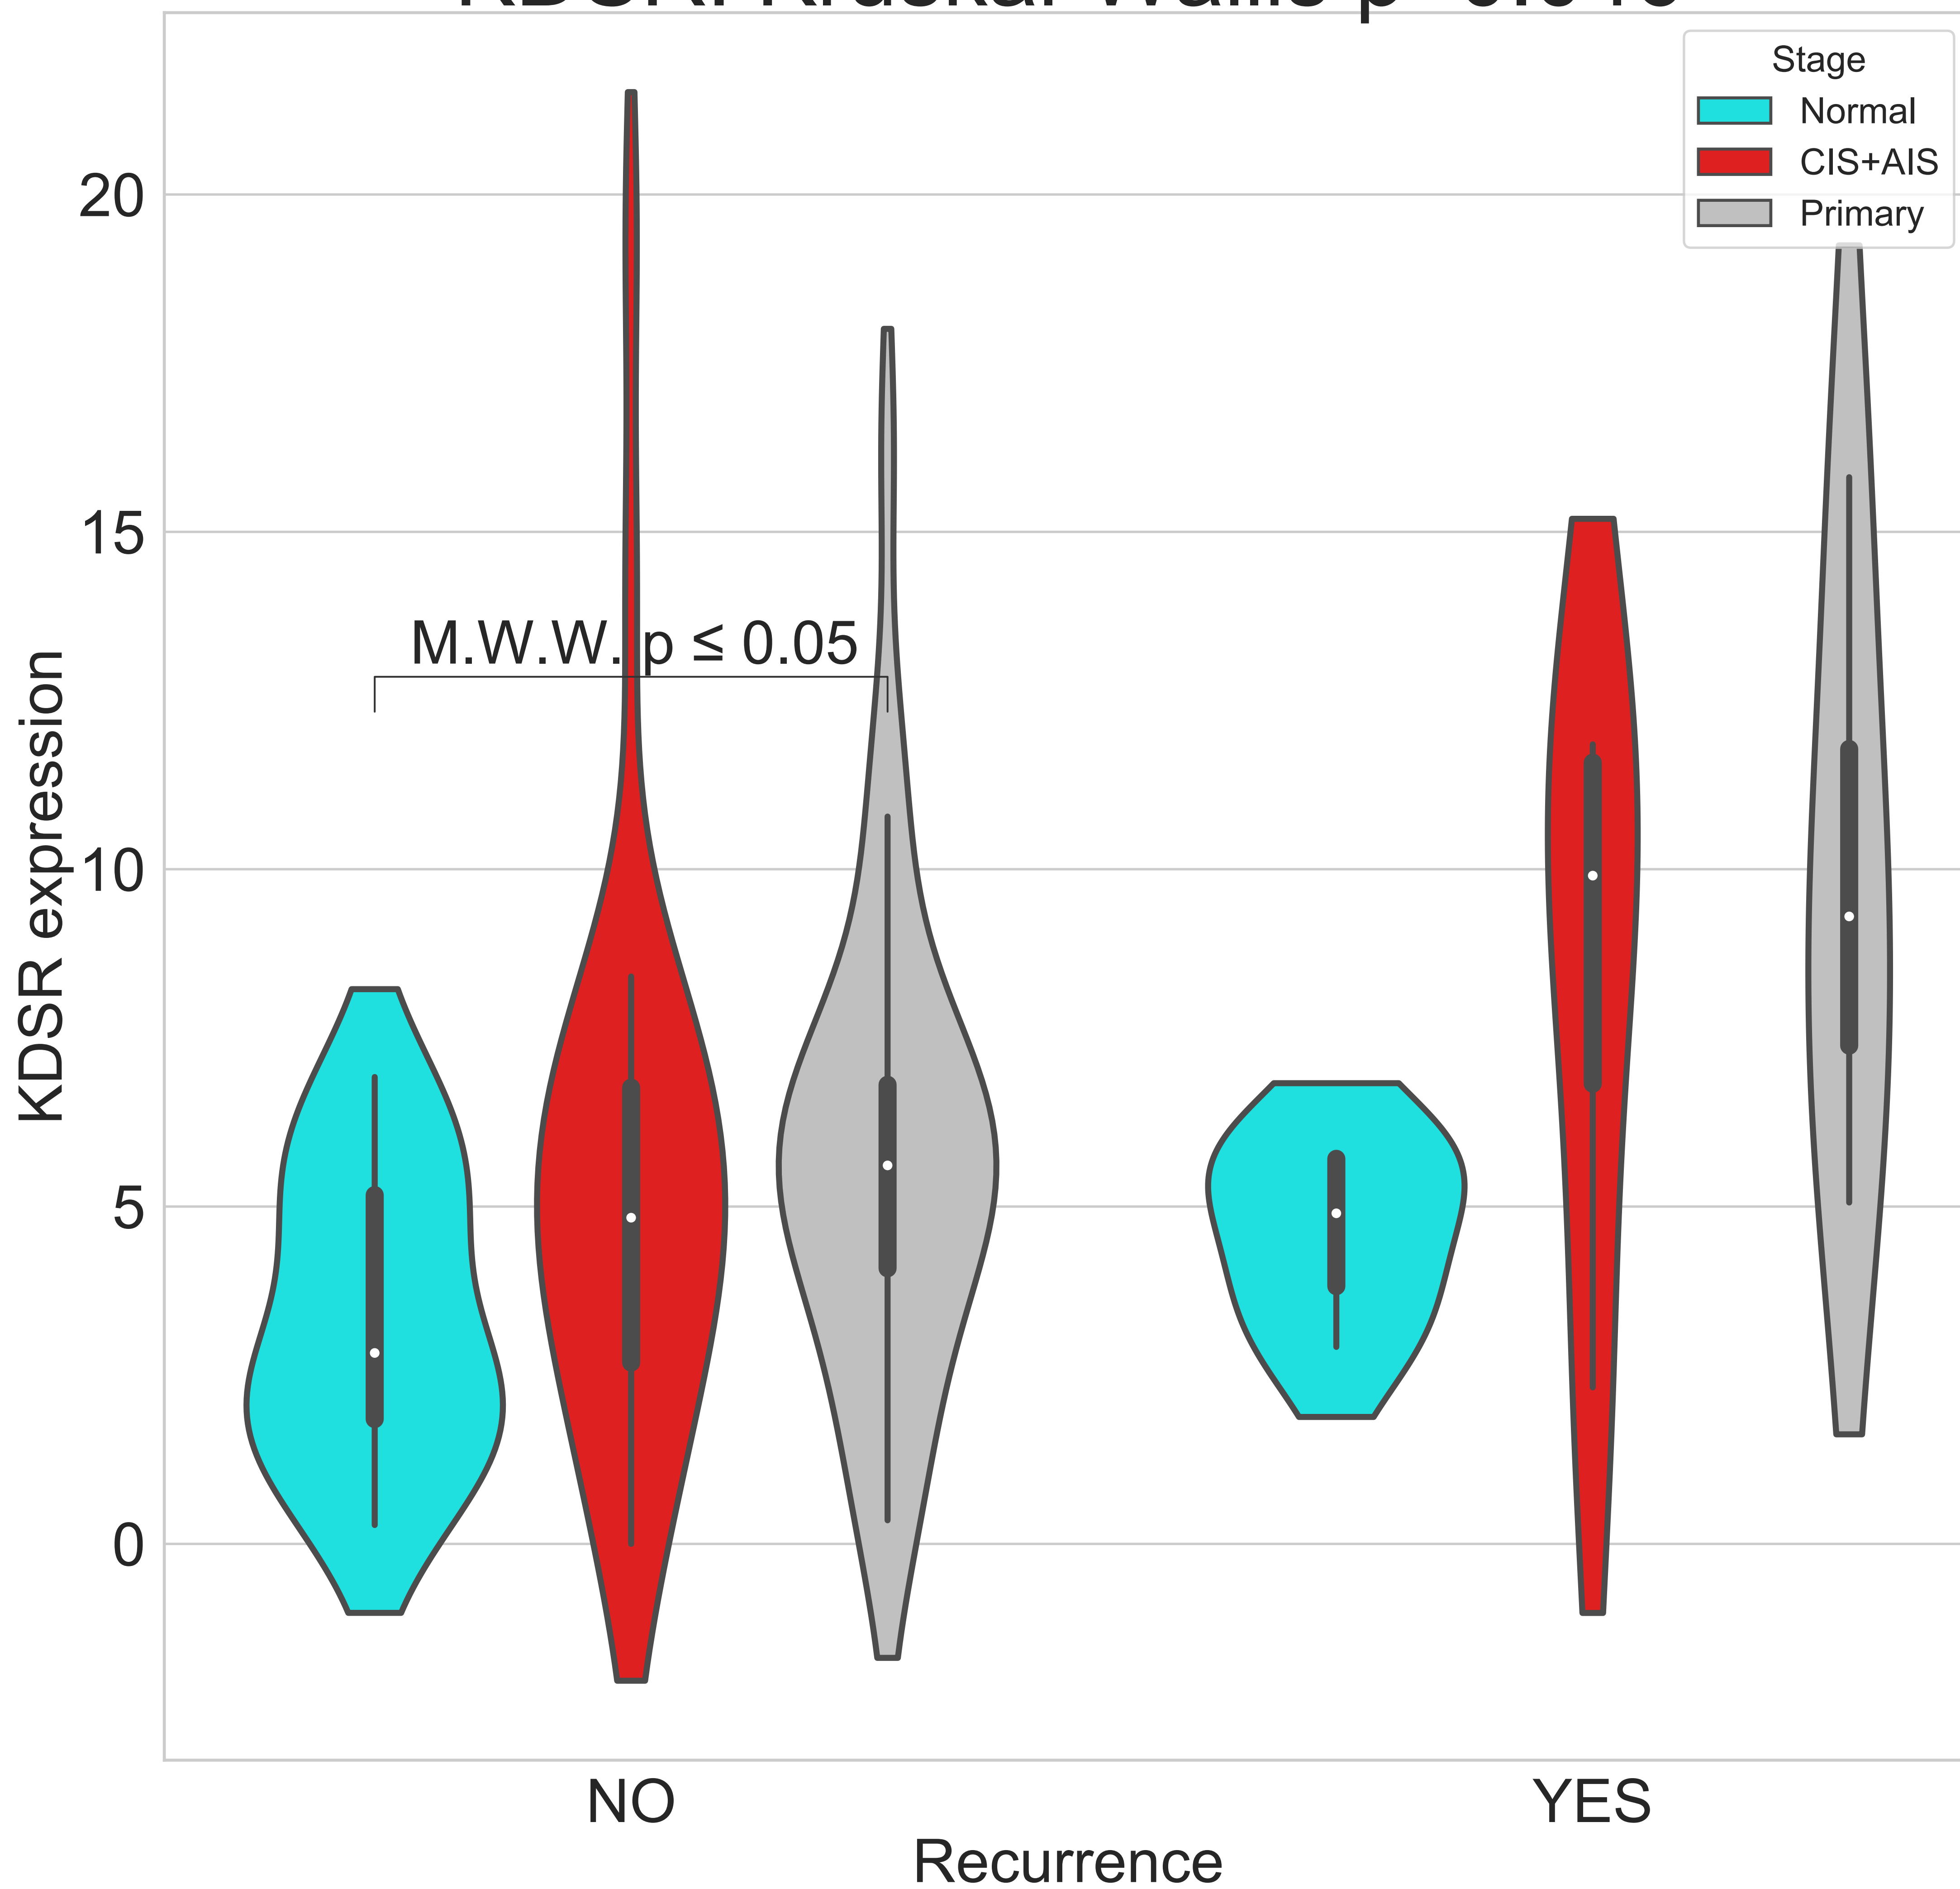 Stage
Normal
CIS+AIS
Primary
20
15
10
5
0
M.W.W. p ≤ 0.05
KDSR expression
NO
YES
Recurrence